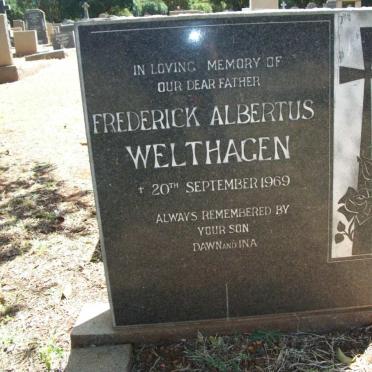 IN LOVING MEMORY OF
OUR DEAR FATHER
FREDERICK ALBERTUS
WELTHAGEN
† 20TH SEPTEMBER 1969
ALWAYS REMEMBERED BY
YOUR SON
DAWN AND INA